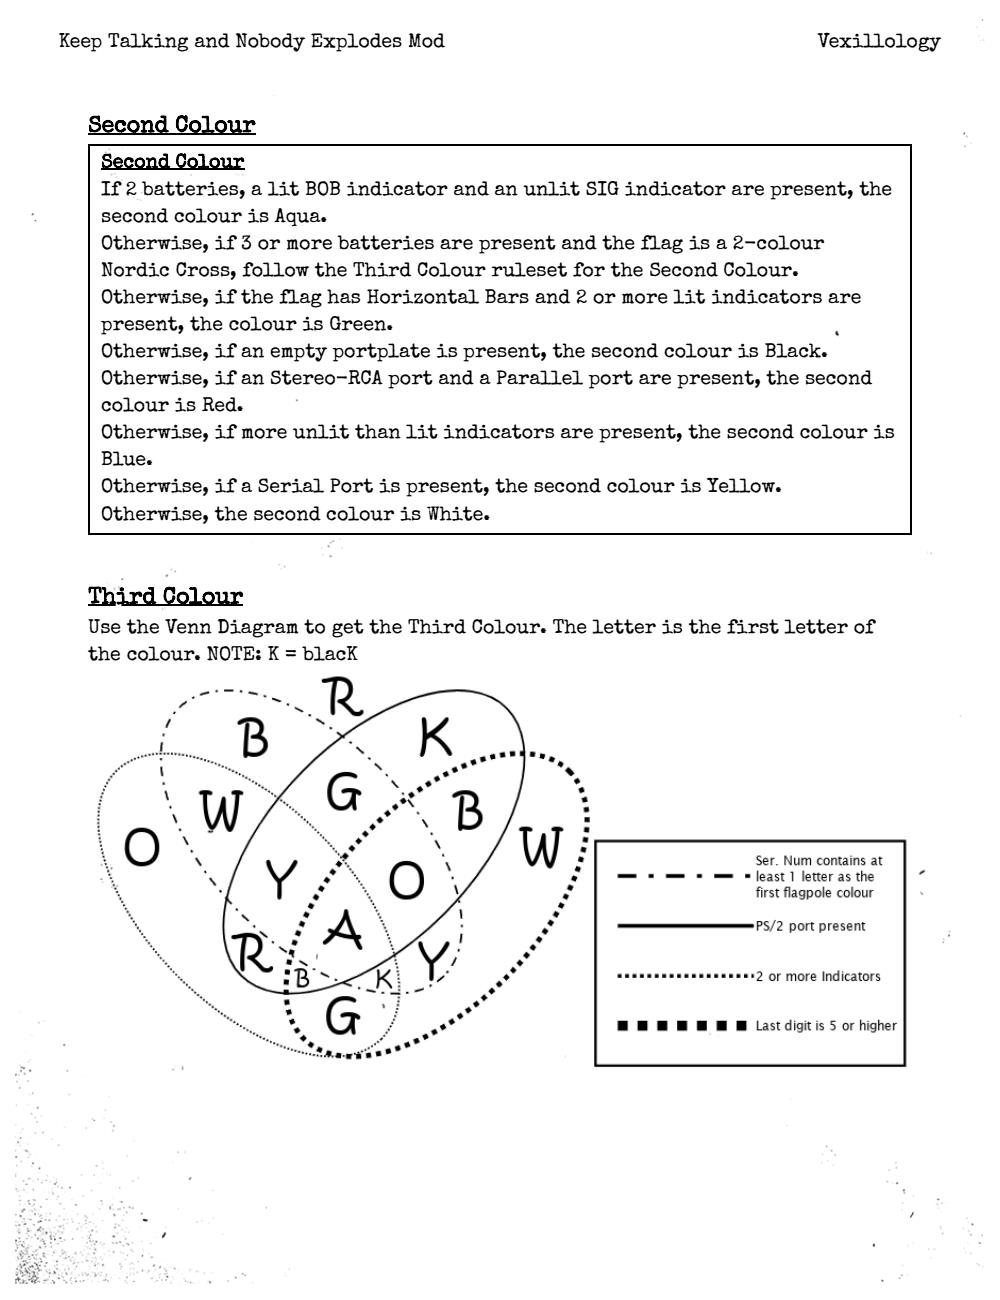 Keep Talking and Nobody Explodes Mod
Vexillology
Second Colour
Second Colour
If 2 batteries, a lit BOB indicator and an unlit SIG indicator are present, the
second colour is Aqua.
Otherwise, if 3 or more batteries are present and the flag is a 2-colour
Nordic Cross, follow the Third Colour ruleset for the Second Colour.
Otherwise, if the flag has Horizontal Bars and 2 or more lit indicators are
present, the colour is Green.
Otherwise, if an empty portplate is present, the second colour is Black.
Otherwise, if an Stereo-RCA port and a Parallel port are present, the second
colour is Red.
Otherwise, if more unlit than lit indicators are present, the second colour is
Blue.
Otherwise, if a Serial Port is present, the second colour is Yellow.
Otherwise, the second colour is White.
Third Colour
Use the Venn Diagram to get the Third Colour. The letter is the first letter of
the colour. NOTE: K = blacK
R
B
K
G
W
B
O
W
Y
O
A
R
Y
B
K
G
Ser. Num contains at
least 1 letter as the
first flagpole colour
PS/2 port present
2 or more Indicators
Last digit is 5 or higher